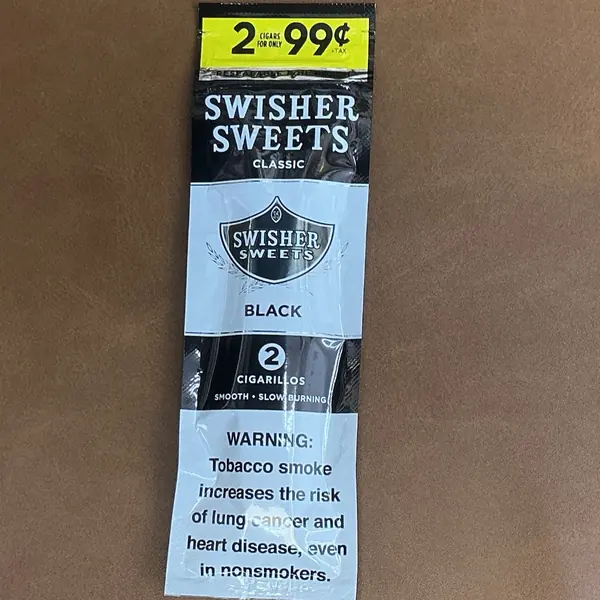 2 CIGARS FOR ONLY 99¢
+TAX
SWISHER
SWEETS
CLASSIC
SWISHER
SWEETS
BLACK
2
CIGARILLOS
SMOOTH • SLOW BURNING
WARNING:
Tobacco smoke
increases the risk
of lung cancer and
heart disease, even
in nonsmokers.